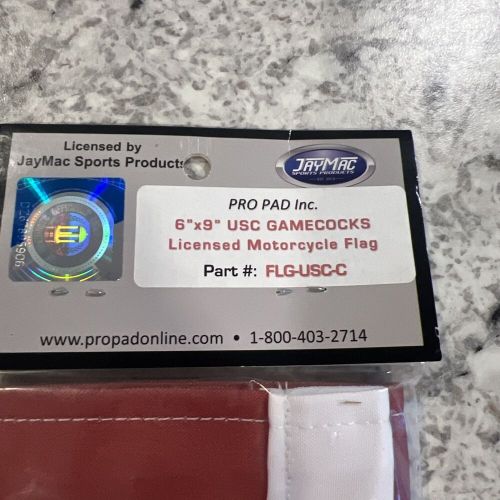 Licensed by
JayMac Sports Products
JAYMAC
SPORTS PRODUCTS
PRO PAD Inc.
6"x9" USC GAMECOCKS
Licensed Motorcycle Flag
Part #: FLG-USC-C
www.propadonline.com • 1-800-403-2714